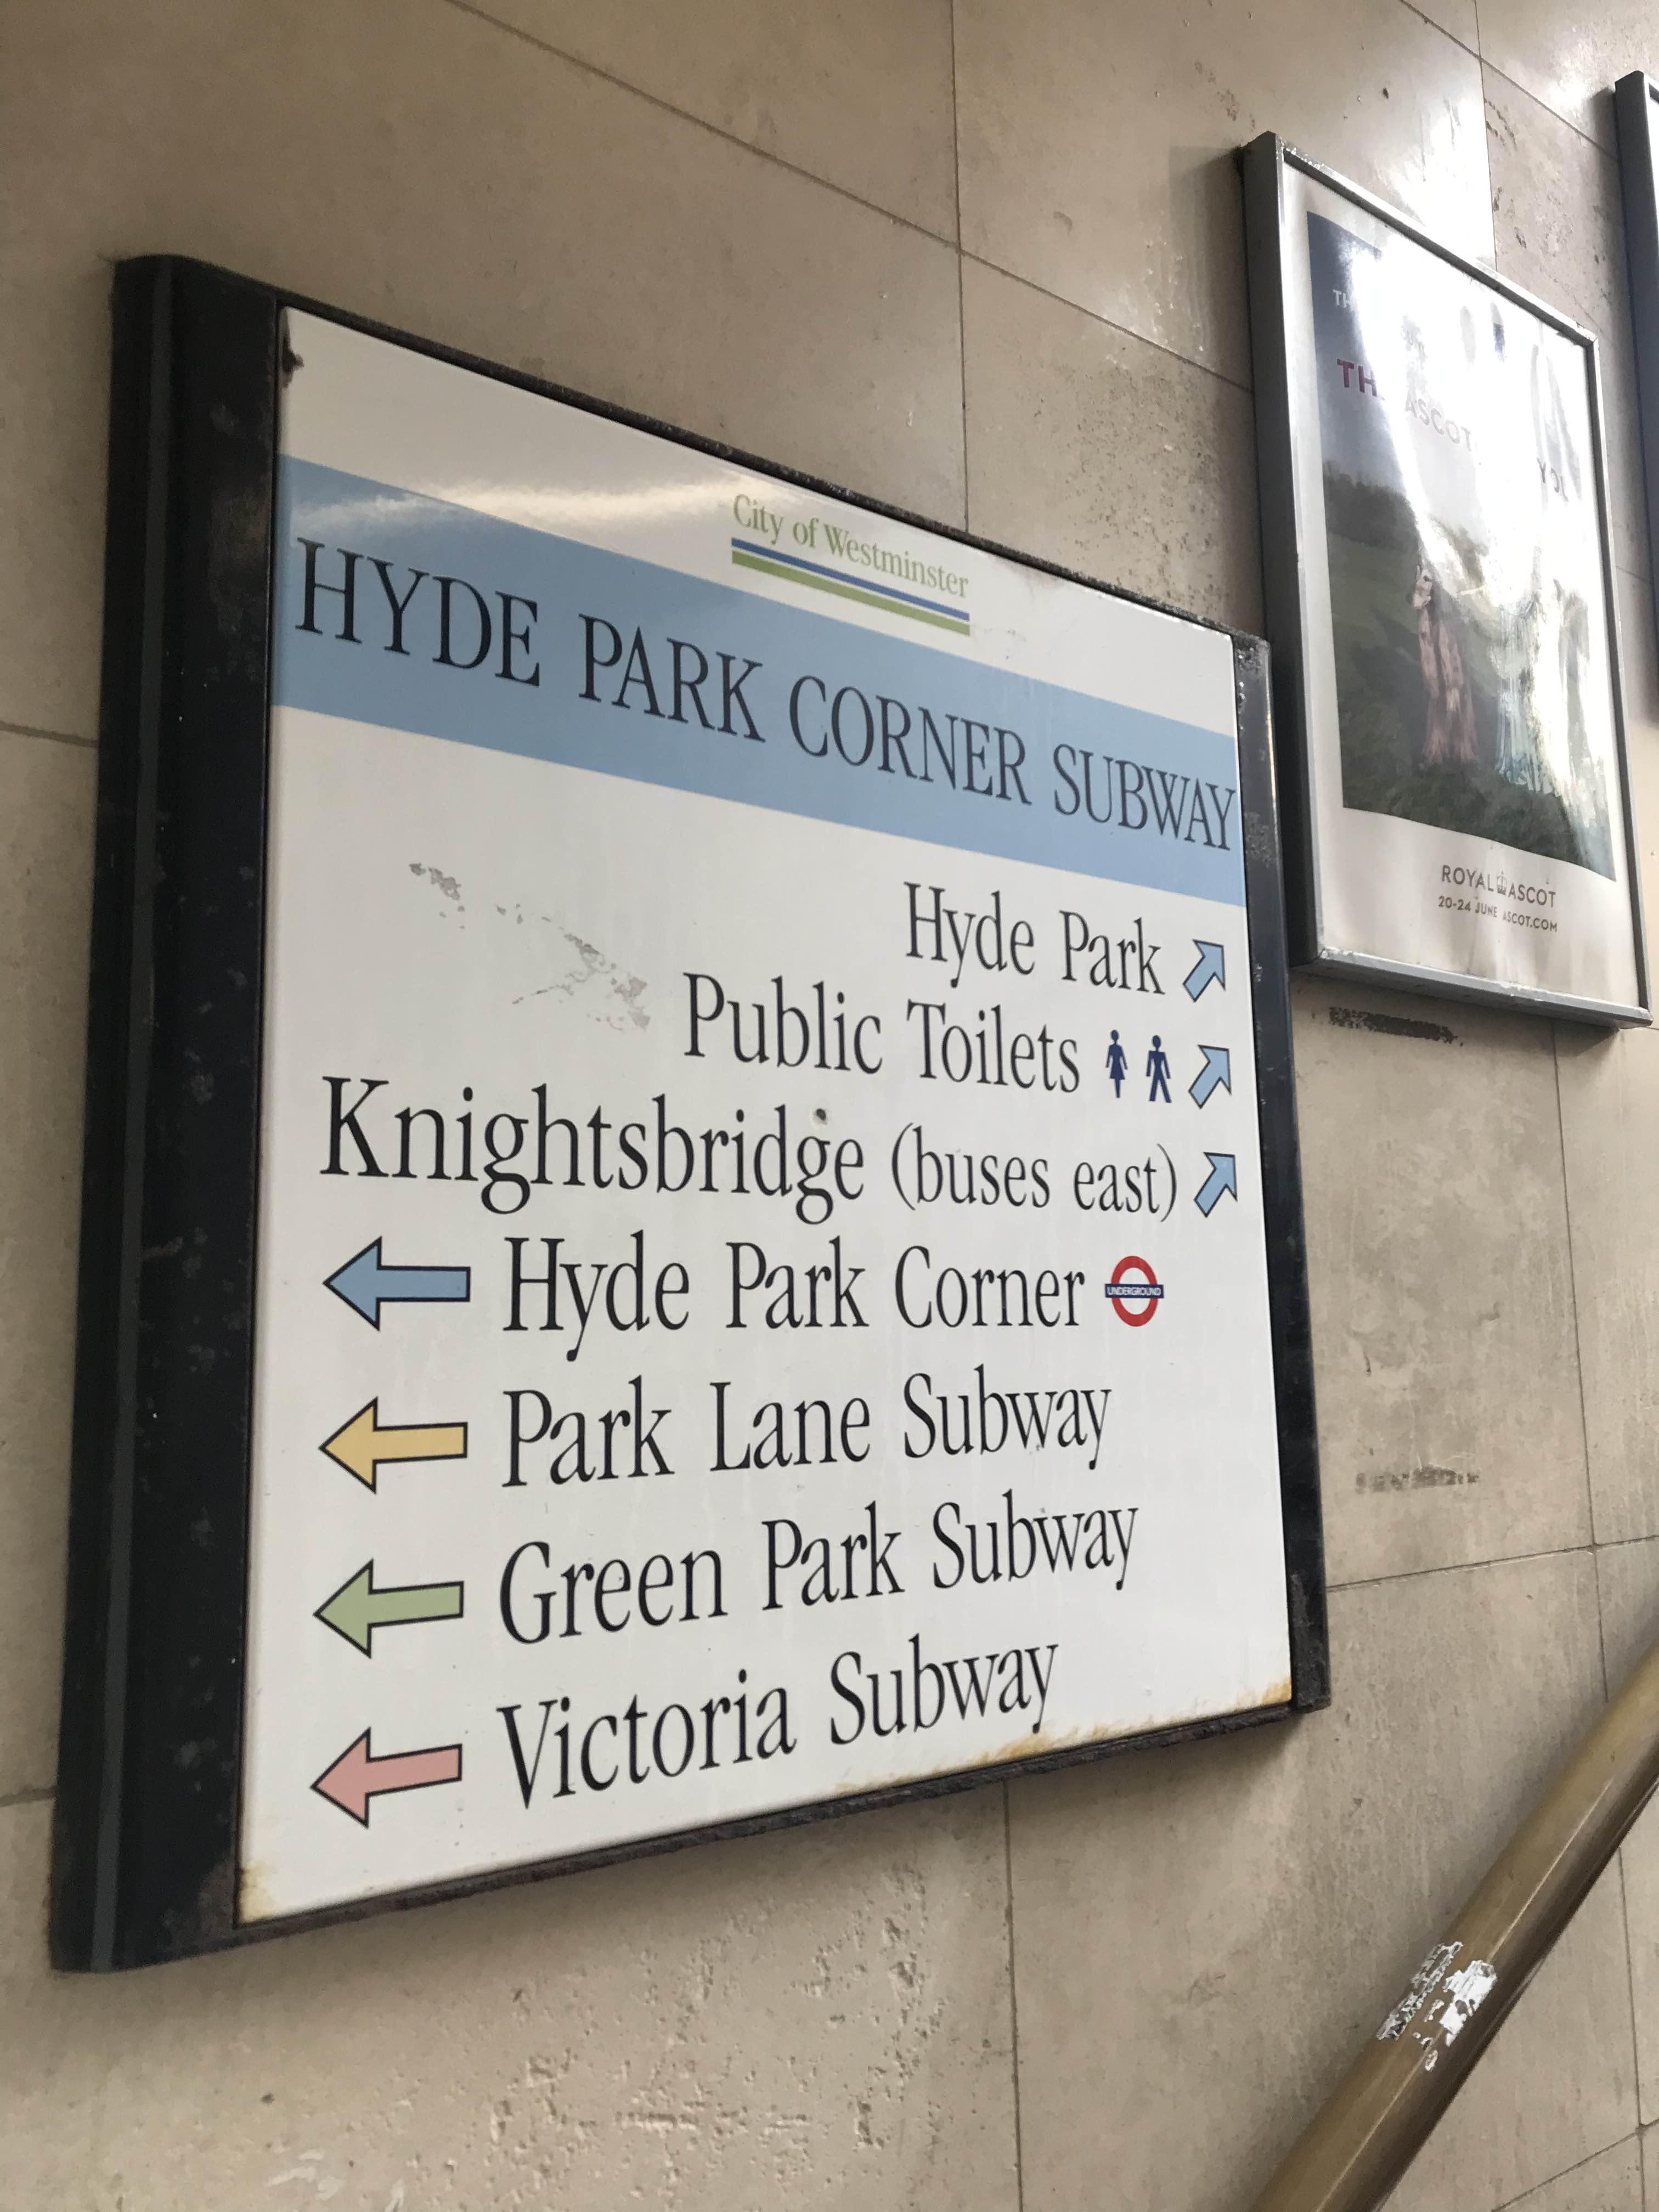 City of Westminster
HYDE PARK CORNER SUBWAY
Hyde Park
Public Toilets
Knightsbridge (buses east)
Hyde Park Corner
UNDERGROUND
Park Lane Subway
Green Park Subway
Victoria Subway
ASCOT
ROYAL ASCOT
20-24 JUNE ASCOT.COM